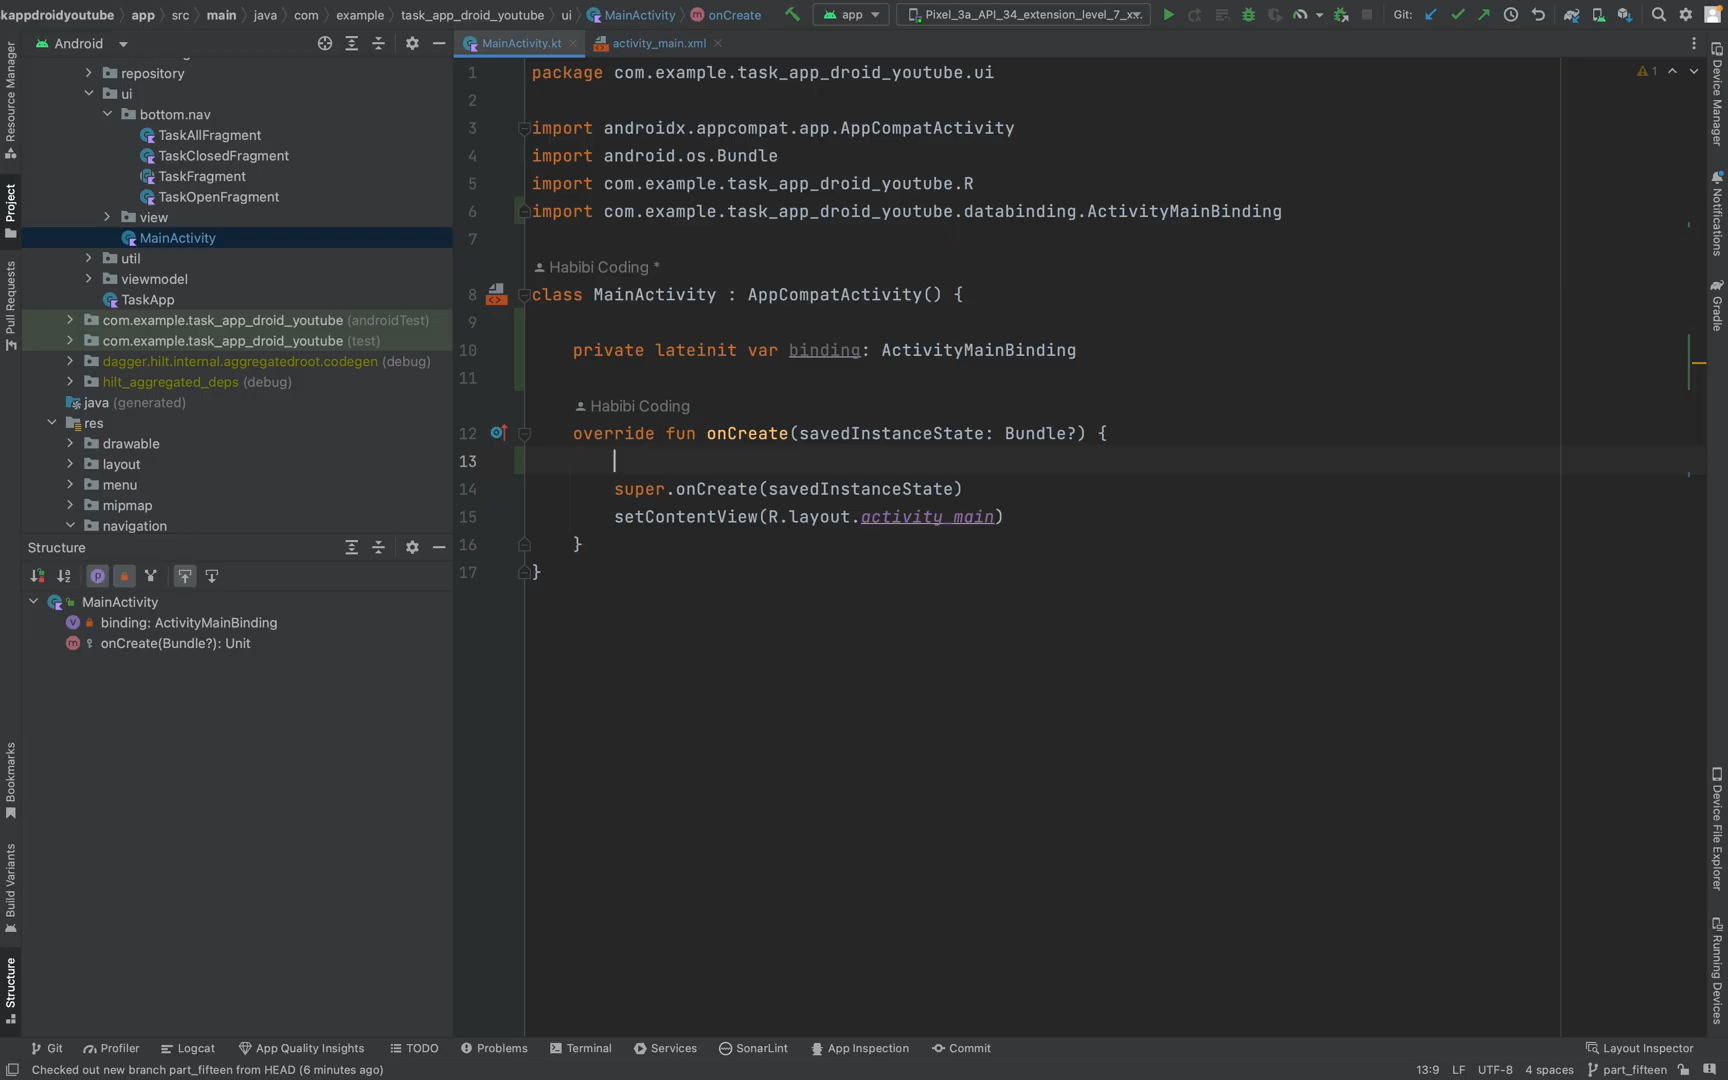 kappdroidyoutube app src main java com example task_app_droid_youtube ui MainActivity onCreate app Pixel_3a_API_34_extension_level_7_x... Git:
Android
MainActivity.kt activity_main.xml
repository
ui
bottom.nav
TaskAllFragment
TaskClosedFragment
TaskFragment
TaskOpenFragment
view
MainActivity
util
viewmodel
TaskApp
com.example.task_app_droid_youtube (androidTest)
com.example.task_app_droid_youtube (test)
dagger.hilt.internal.aggregatedroot.codegen (debug)
hilt_aggregated_deps (debug)
java (generated)
res
drawable
layout
menu
mipmap
navigation
Structure
MainActivity
binding: ActivityMainBinding
onCreate(Bundle?): Unit
1 package com.example.task_app_droid_youtube.ui
2
3 import androidx.appcompat.app.AppCompatActivity
4 import android.os.Bundle
5 import com.example.task_app_droid_youtube.R
6 import com.example.task_app_droid_youtube.databinding.ActivityMainBinding
7
Habibi Coding *
8 class MainActivity : AppCompatActivity() {
9
10 private lateinit var binding: ActivityMainBinding
11
Habibi Coding
12 override fun onCreate(savedInstanceState: Bundle?) {
13
14 super.onCreate(savedInstanceState)
15 setContentView(R.layout.activity_main)
16 }
17 }
1
Resource Manager
Project
Pull Requests
Bookmarks
Build Variants
Structure
Device Manager
Notifications
Gradle
Device File Explorer
Running Devices
Git Profiler Logcat App Quality Insights TODO Problems Terminal Services SonarLint App Inspection Commit Layout Inspector
Checked out new branch part_fifteen from HEAD (6 minutes ago) 13:9 LF UTF-8 4 spaces part_fifteen